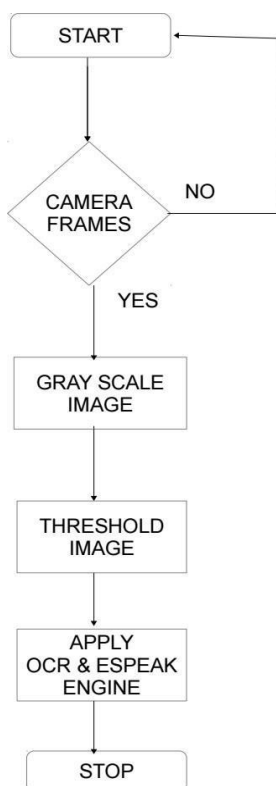 START
CAMERA
FRAMES
NO
YES
GRAY SCALE
IMAGE
THRESHOLD
IMAGE
APPLY
OCR & ESPEAK
ENGINE
STOP